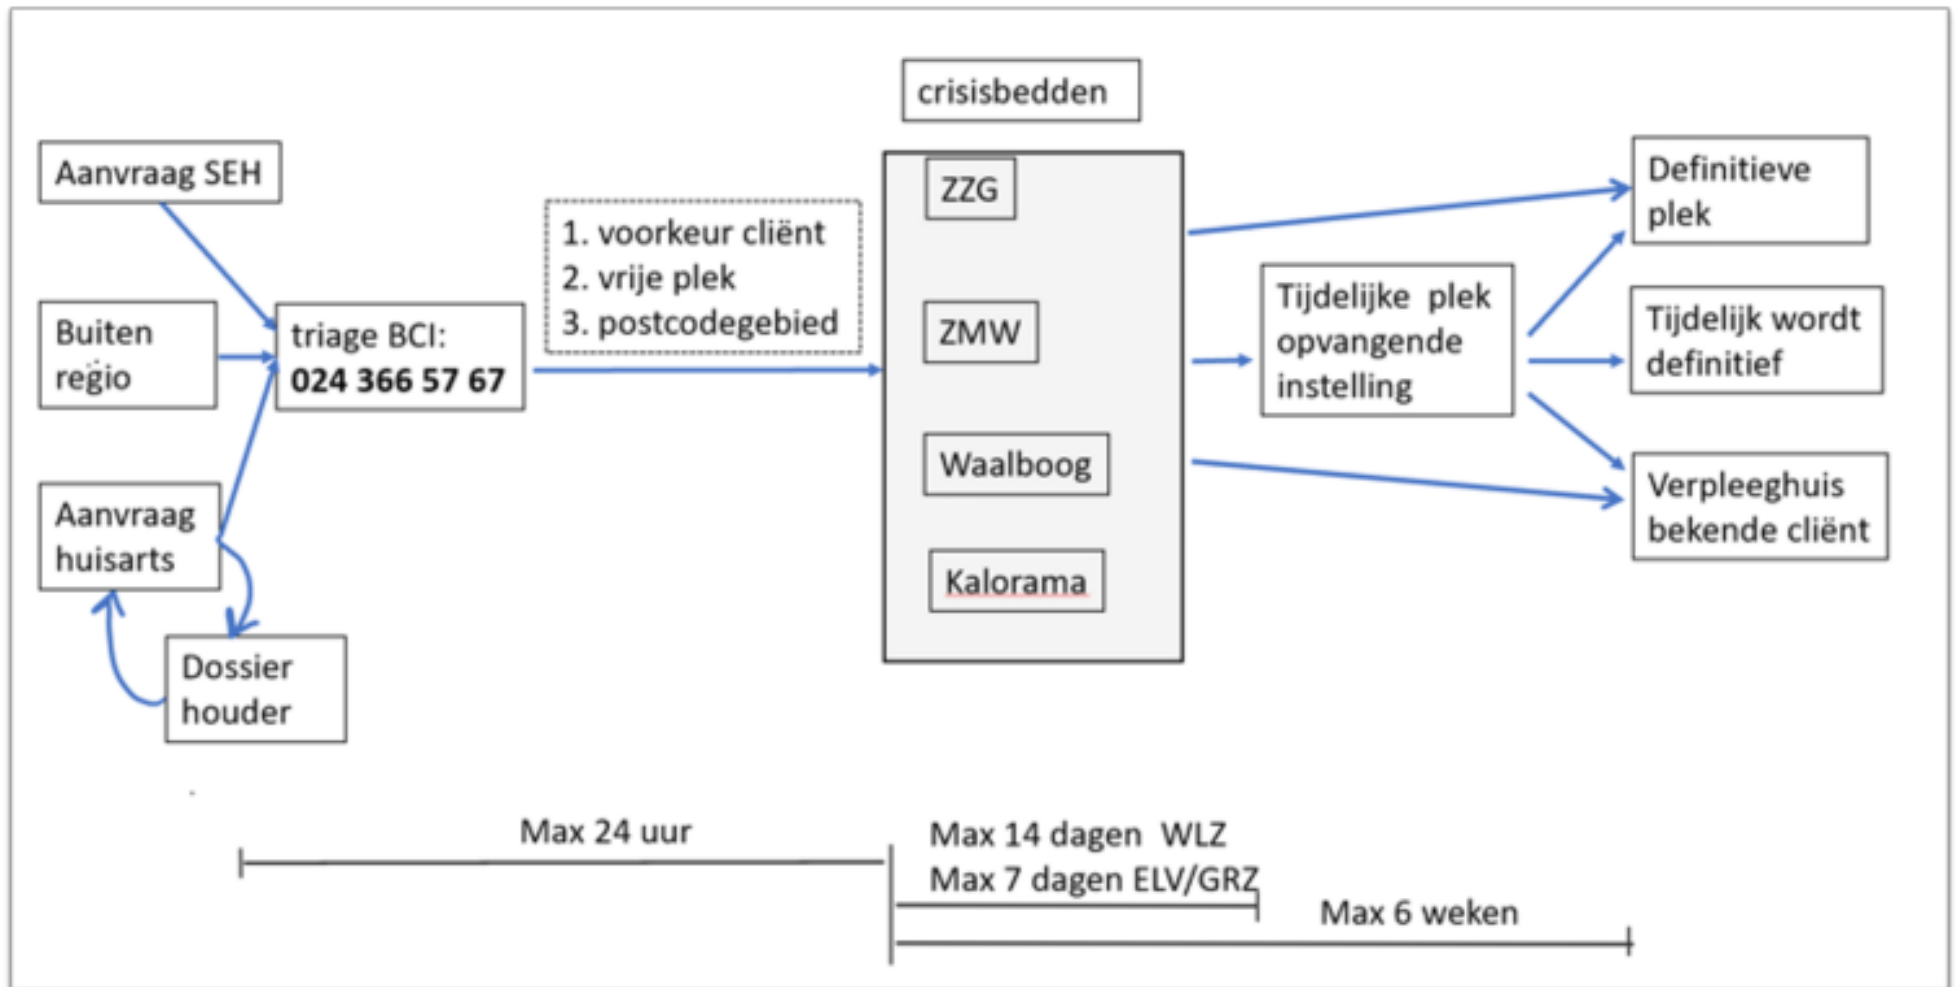 crisisbedden
Aanvraag SEH
Buiten
regio
Aanvraag
huisarts
Dossier
houder
triage BCI:
024 366 57 67
1. voorkeur cliënt
2. vrije plek
3. postcodegebied
ZZG
ZMW
Waalboog
Kalorama
Tijdelijke plek
opvangende
instelling
Definitieve
plek
Tijdelijk wordt
definitief
Verpleeghuis
bekende cliënt
Max 24 uur
Max 14 dagen WLZ
Max 7 dagen ELV/GRZ
Max 6 weken